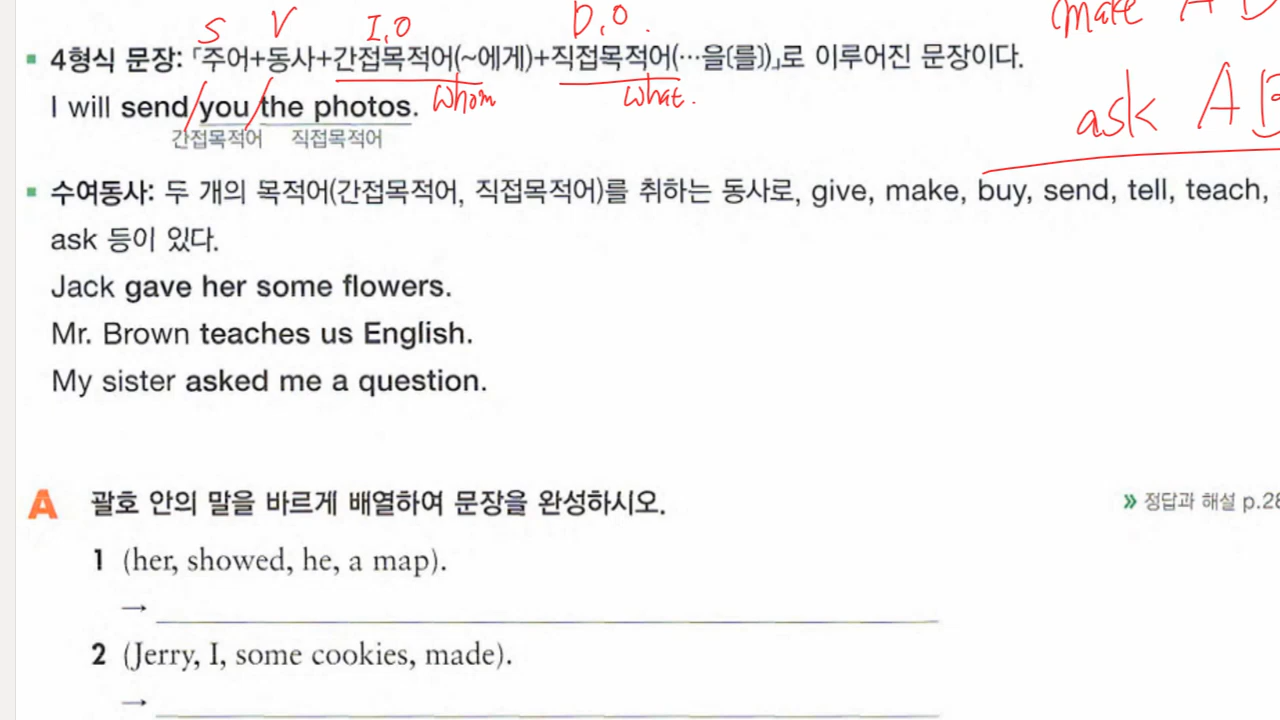 S V I.O D.O. make A
▪ 4형식 문장: 「주어+동사+간접목적어(~에게)+직접목적어(…을(를))」로 이루어진 문장이다.
I will send/you/the photos. whom what. ask A B
간접목적어 직접목적어
▪ 수여동사: 두 개의 목적어(간접목적어, 직접목적어)를 취하는 동사로, give, make, buy, send, tell, teach,
ask 등이 있다.
Jack gave her some flowers.
Mr. Brown teaches us English.
My sister asked me a question.
A 괄호 안의 말을 바르게 배열하여 문장을 완성하시오. » 정답과 해설 p.28
1 (her, showed, he, a map).
→
2 (Jerry, I, some cookies, made).
→